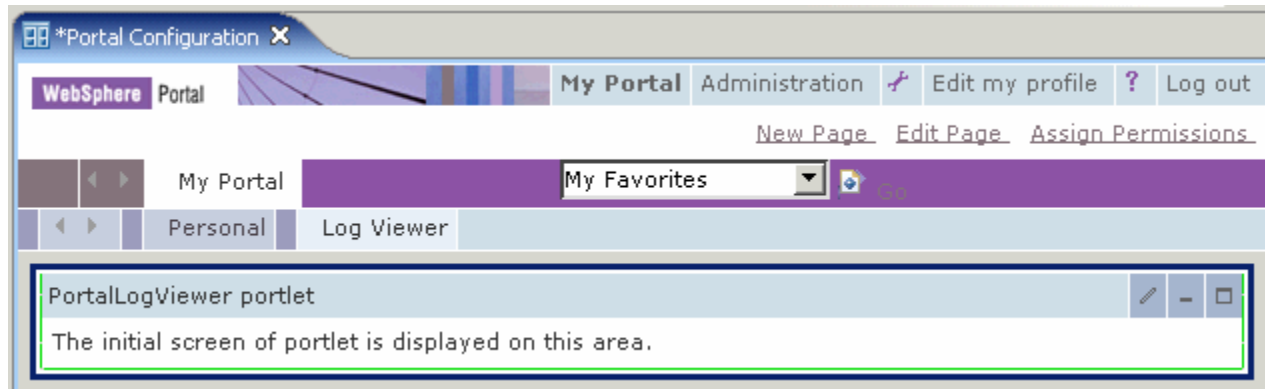 *Portal Configuration
WebSphere Portal My Portal Administration Edit my profile ? Log out
New Page Edit Page Assign Permissions
My Portal My Favorites Go
Personal Log Viewer
PortalLogViewer portlet
The initial screen of portlet is displayed on this area.